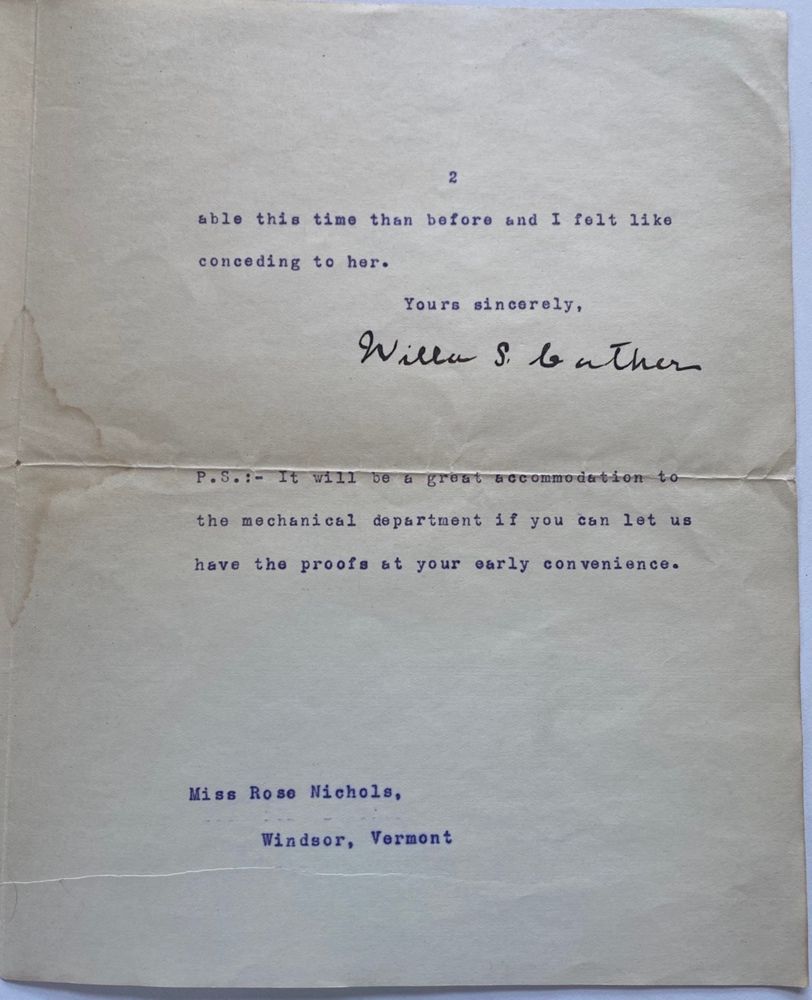 2
able this time than before and I felt like
conceding to her.
Yours sincerely,
Willa S. Cather
P.S.:- It will be a great accommodation to
the mechanical department if you can let us
have the proofs at your early convenience.
Miss Rose Nichols,
Windsor, Vermont